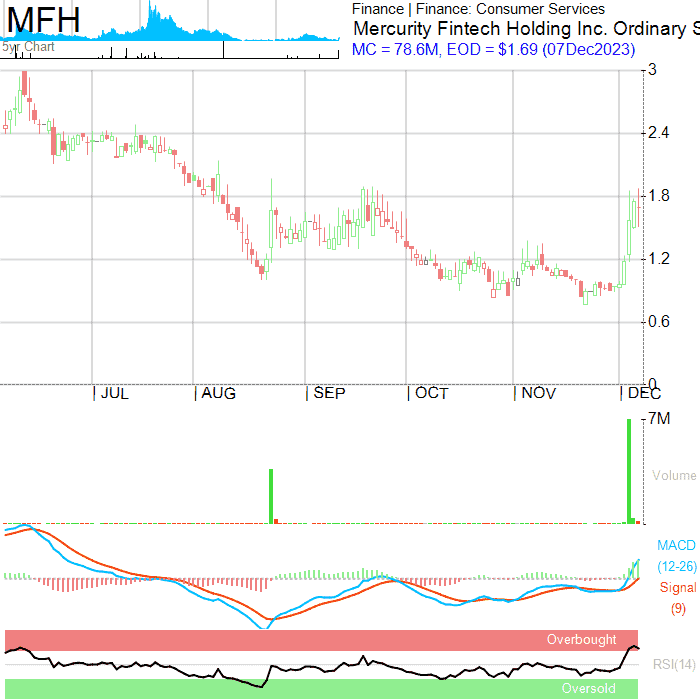 MFH
5yr Chart
Finance | Finance: Consumer Services
Mercurity Fintech Holding Inc. Ordinary S
MC = 78.6M, EOD = $1.69 (07Dec2023)
3
2.4
1.8
1.2
0.6
0
JUL AUG SEP OCT NOV DEC
7M
Volume
MACD
(12-26)
Signal
(9)
Overbought
RSI(14)
Oversold